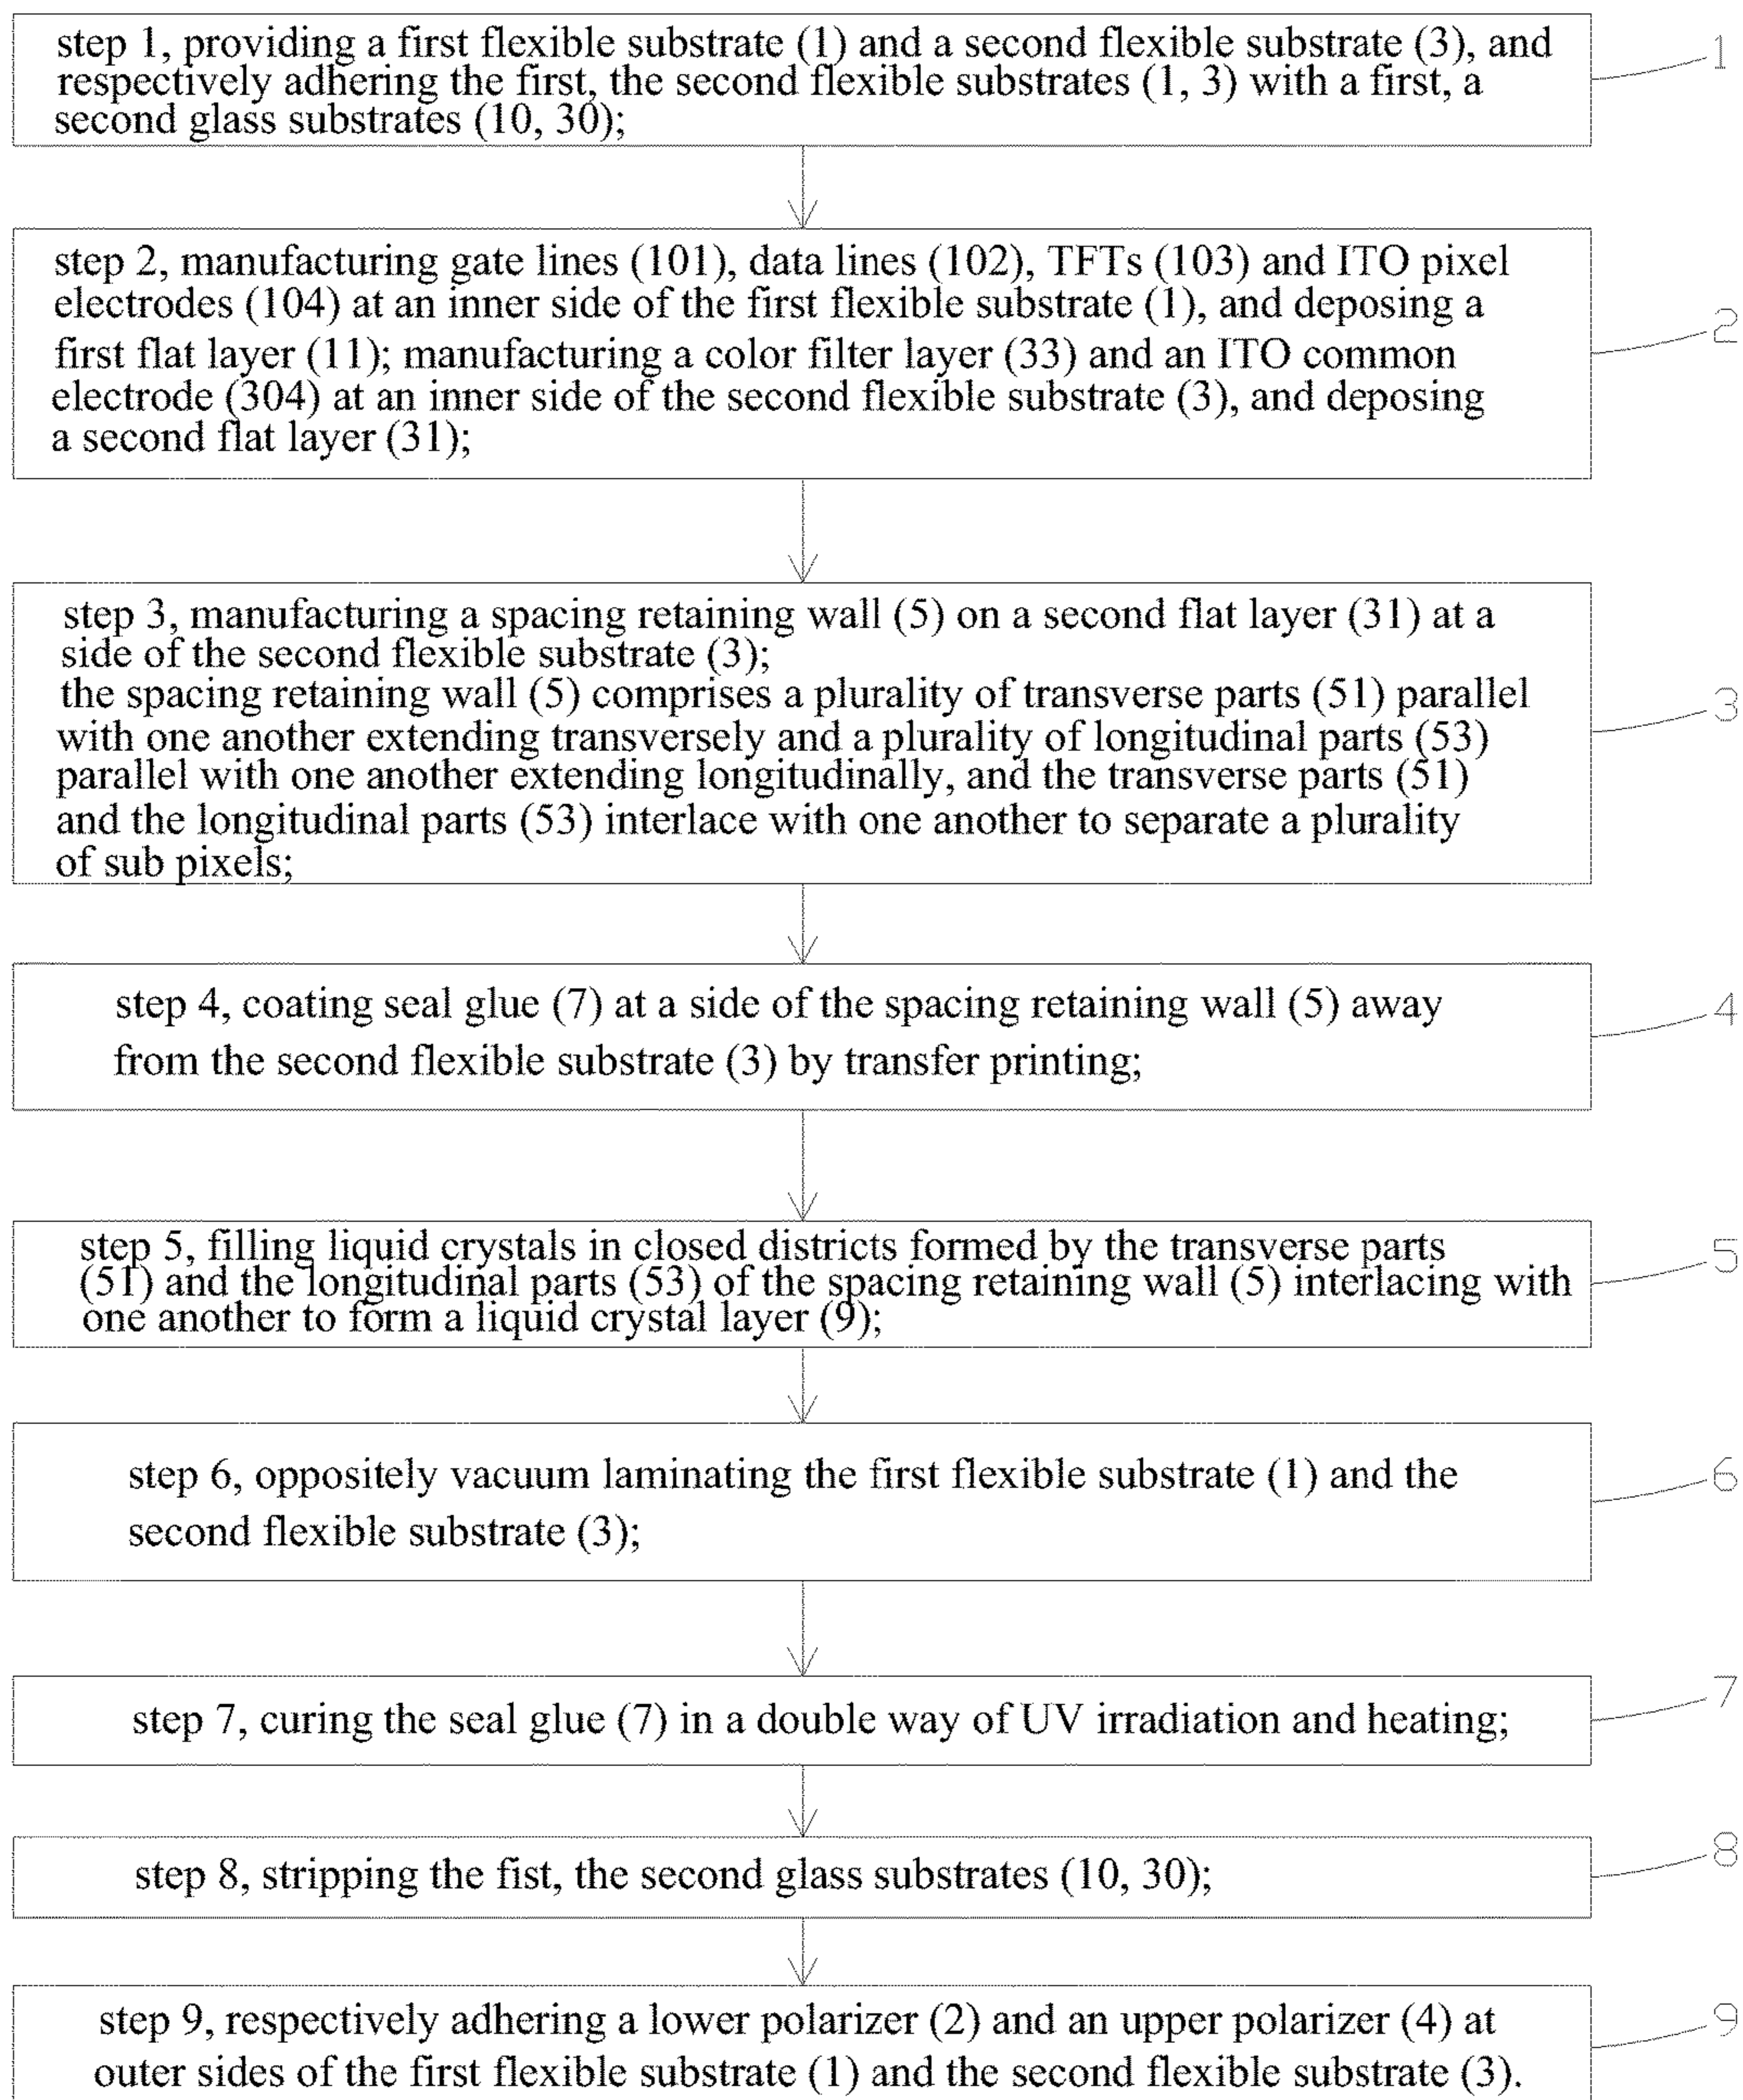 step 1, providing a first flexible substrate (1) and a second flexible substrate (3), and
respectively adhering the first, the second flexible substrates (1, 3) with a first, a
second glass substrates (10, 30);
1
step 2, manufacturing gate lines (101), data lines (102), TFTs (103) and ITO pixel
electrodes (104) at an inner side of the first flexible substrate (1), and deposing a
first flat layer (11); manufacturing a color filter layer (33) and an ITO common
electrode (304) at an inner side of the second flexible substrate (3), and deposing
a second flat layer (31);
2
step 3, manufacturing a spacing retaining wall (5) on a second flat layer (31) at a
side of the second flexible substrate (3);
the spacing retaining wall (5) comprises a plurality of transverse parts (51) parallel
with one another extending transversely and a plurality of longitudinal parts (53)
parallel with one another extending longitudinally, and the transverse parts (51)
and the longitudinal parts (53) interlace with one another to separate a plurality
of sub pixels;
3
step 4, coating seal glue (7) at a side of the spacing retaining wall (5) away
from the second flexible substrate (3) by transfer printing;
4
step 5, filling liquid crystals in closed districts formed by the transverse parts
(51) and the longitudinal parts (53) of the spacing retaining wall (5) interlacing with
one another to form a liquid crystal layer (9);
5
step 6, oppositely vacuum laminating the first flexible substrate (1) and the
second flexible substrate (3);
6
step 7, curing the seal glue (7) in a double way of UV irradiation and heating;
7
step 8, stripping the fist, the second glass substrates (10, 30);
8
step 9, respectively adhering a lower polarizer (2) and an upper polarizer (4) at
outer sides of the first flexible substrate (1) and the second flexible substrate (3).
9